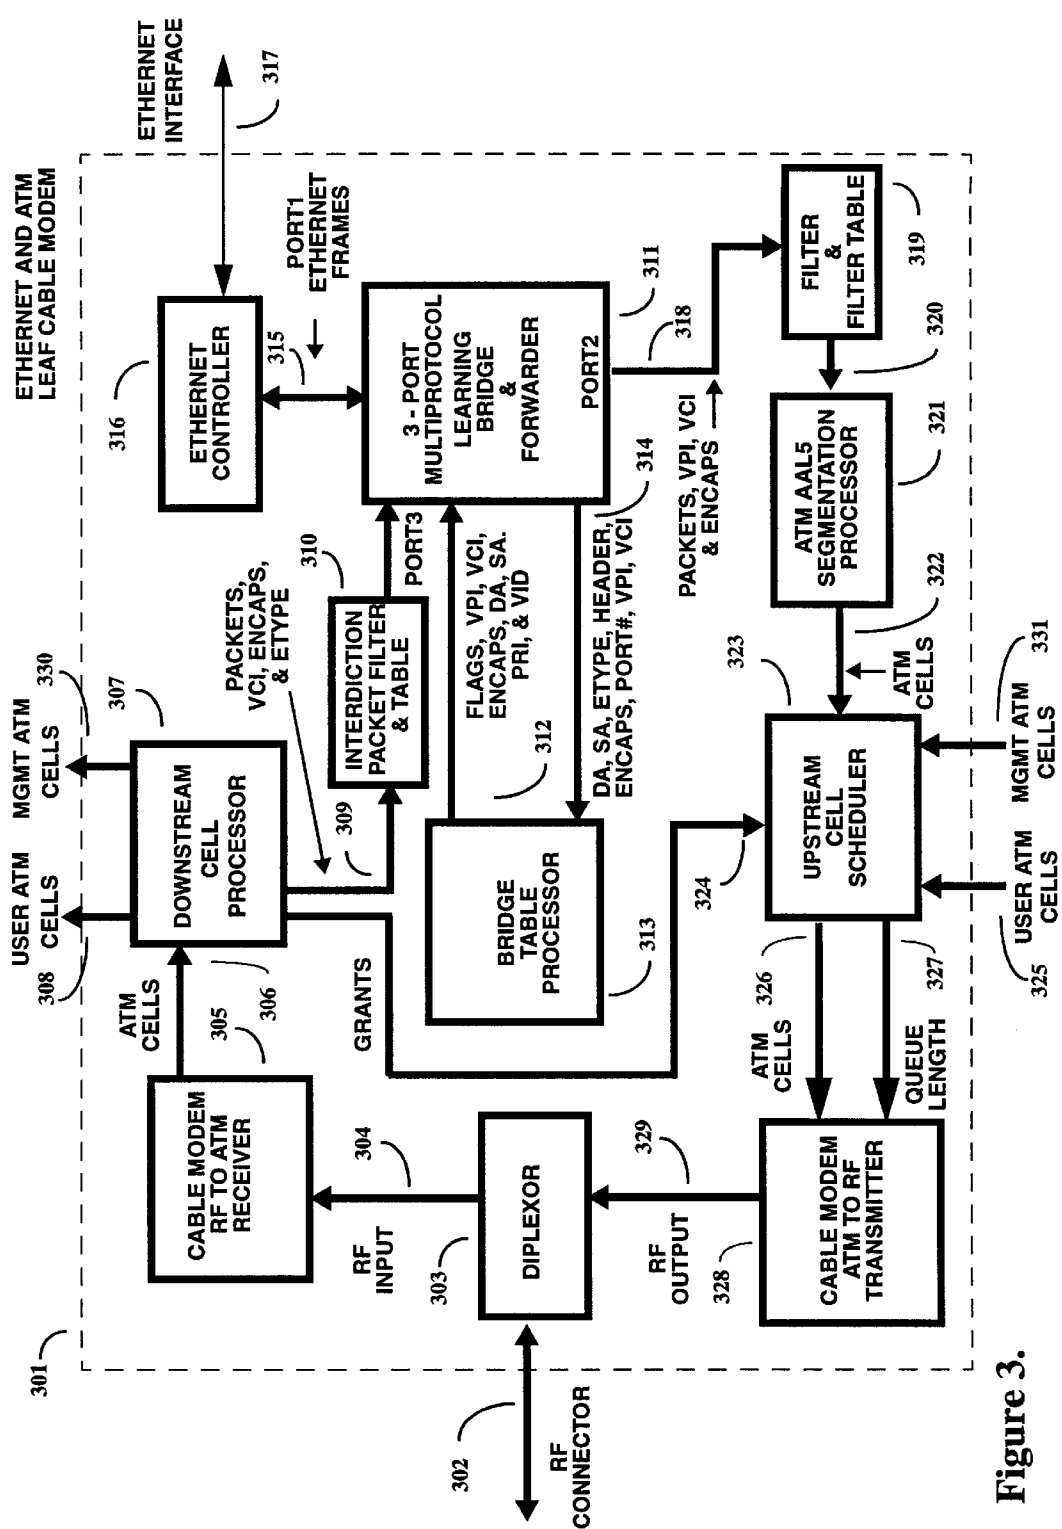 ETHERNET AND ATM
LEAF CABLE MODEM
301
USER ATM
CELLS
308
MGMT ATM
CELLS
330
ETHERNET
INTERFACE
317
CABLE MODEM
RF TO ATM
RECEIVER
305
ATM
CELLS
306
DOWNSTREAM
CELL
PROCESSOR
307
ETHERNET
CONTROLLER
316
315
PORT1
ETHERNET
FRAMES
PACKETS,
VCI, ENCAPS,
& ETYPE
309
INTERDICTION
PACKET FILTER
& TABLE
310
PORT3
3 - PORT
MULTIPROTOCOL
LEARNING
BRIDGE
&
FORWARDER
PORT2
311
RF
INPUT
304
GRANTS
FLAGS, VPI, VCI,
ENCAPS, DA, SA.
PRI, & VID
312
BRIDGE
TABLE
PROCESSOR
313
DA, SA, ETYPE, HEADER,
ENCAPS, PORT#, VPI, VCI
314
318
PACKETS, VPI, VCI
& ENCAPS
302
RF
CONNECTOR
303
DIPLEXOR
RF
OUTPUT
329
324
328
CABLE MODEM
ATM TO RF
TRANSMITTER
ATM
CELLS
326
QUEUE
LENGTH
327
UPSTREAM
CELL
SCHEDULER
323
ATM
CELLS
322
ATM AAL5
SEGMENTATION
PROCESSOR
321
320
FILTER
&
FILTER TABLE
319
325
USER ATM
CELLS
MGMT ATM
CELLS
331
Figure 3.